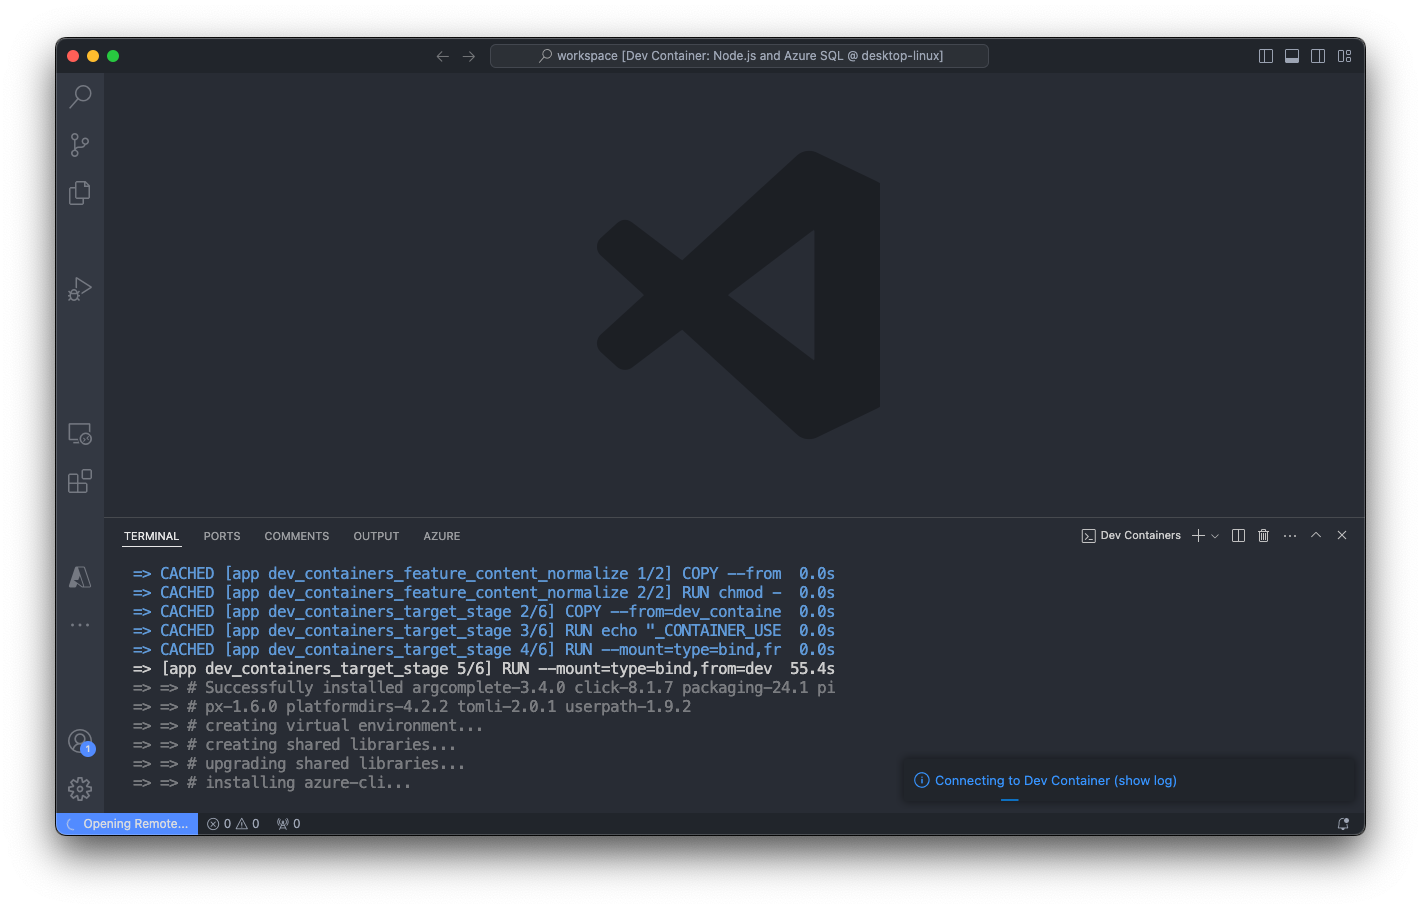 workspace [Dev Container: Node.js and Azure SQL @ desktop-linux]
TERMINAL PORTS COMMENTS OUTPUT AZURE
Dev Containers
=> CACHED [app dev_containers_feature_content_normalize 1/2] COPY --from 0.0s
=> CACHED [app dev_containers_feature_content_normalize 2/2] RUN chmod - 0.0s
=> CACHED [app dev_containers_target_stage 2/6] COPY --from=dev_containe 0.0s
=> CACHED [app dev_containers_target_stage 3/6] RUN echo "_CONTAINER_USE 0.0s
=> CACHED [app dev_containers_target_stage 4/6] RUN --mount=type=bind,fr 0.0s
=> [app dev_containers_target_stage 5/6] RUN --mount=type=bind,from=dev 55.4s
=> => # Successfully installed argcomplete-3.4.0 click-8.1.7 packaging-24.1 pi
=> => # px-1.6.0 platformdirs-4.2.2 tomli-2.0.1 userpath-1.9.2
=> => # creating virtual environment...
=> => # creating shared libraries...
=> => # upgrading shared libraries...
=> => # installing azure-cli...
1
Connecting to Dev Container (show log)
Opening Remote... 0 0 0